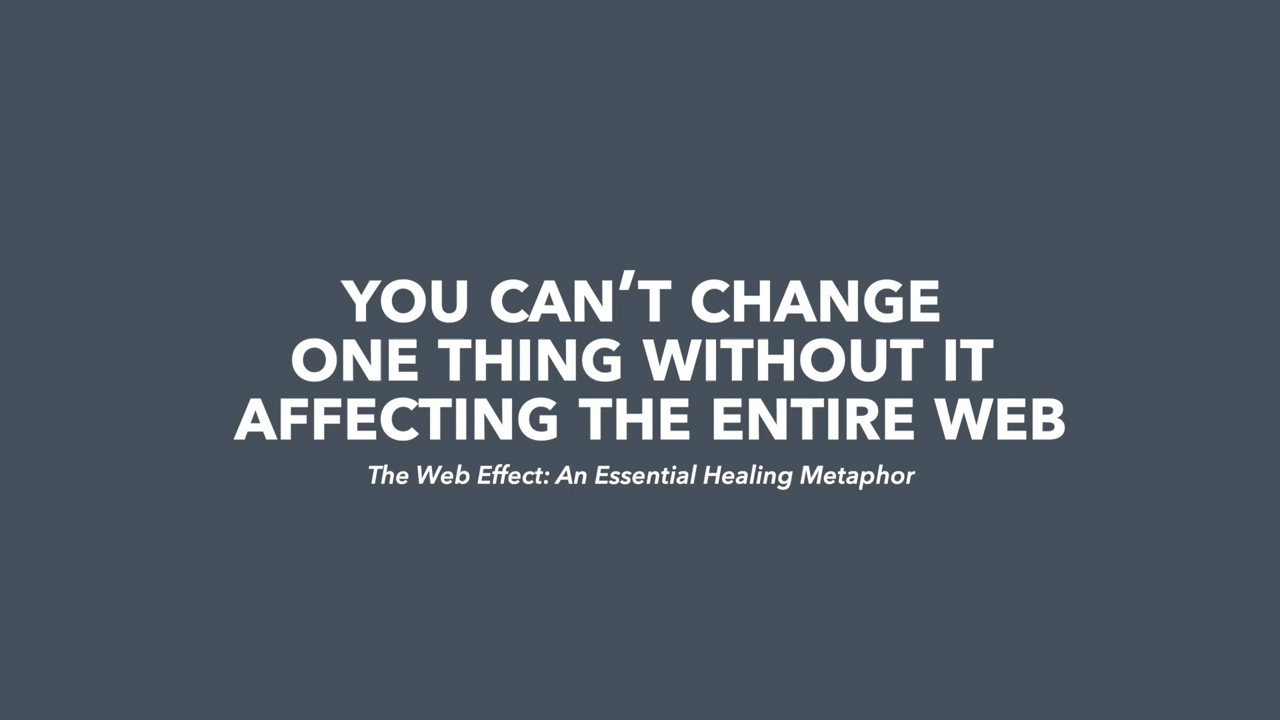 YOU CAN’T CHANGE
ONE THING WITHOUT IT
AFFECTING THE ENTIRE WEB
The Web Effect: An Essential Healing Metaphor